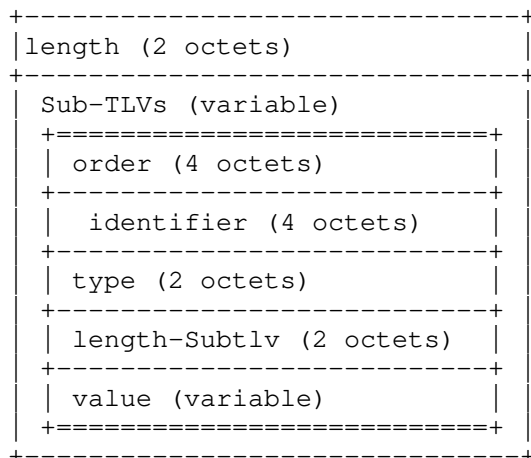 length (2 octets)
Sub-TLVs (variable)
order (4 octets)
identifier (4 octets)
type (2 octets)
length-Subtlv (2 octets)
value (variable)